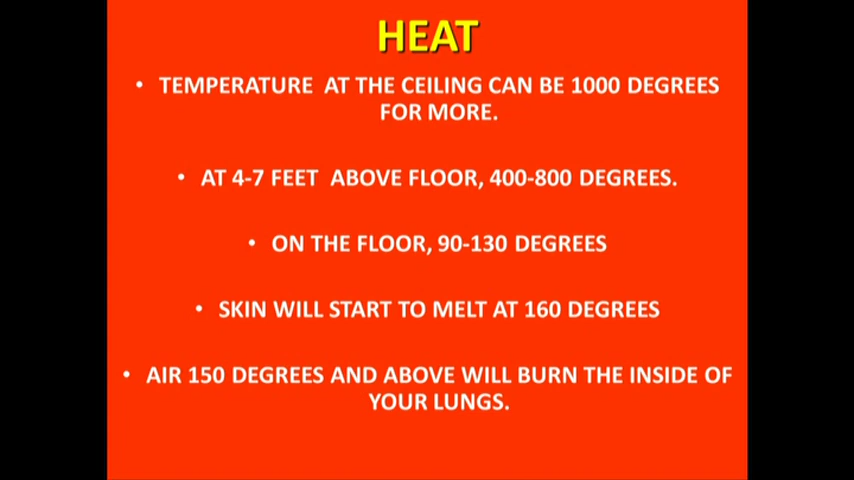 HEAT
• TEMPERATURE  AT THE CEILING CAN BE 1000 DEGREES
FOR MORE.
• AT 4-7 FEET  ABOVE FLOOR, 400-800 DEGREES.
• ON THE FLOOR, 90-130 DEGREES
• SKIN WILL START TO MELT AT 160 DEGREES
• AIR 150 DEGREES AND ABOVE WILL BURN THE INSIDE OF
YOUR LUNGS.